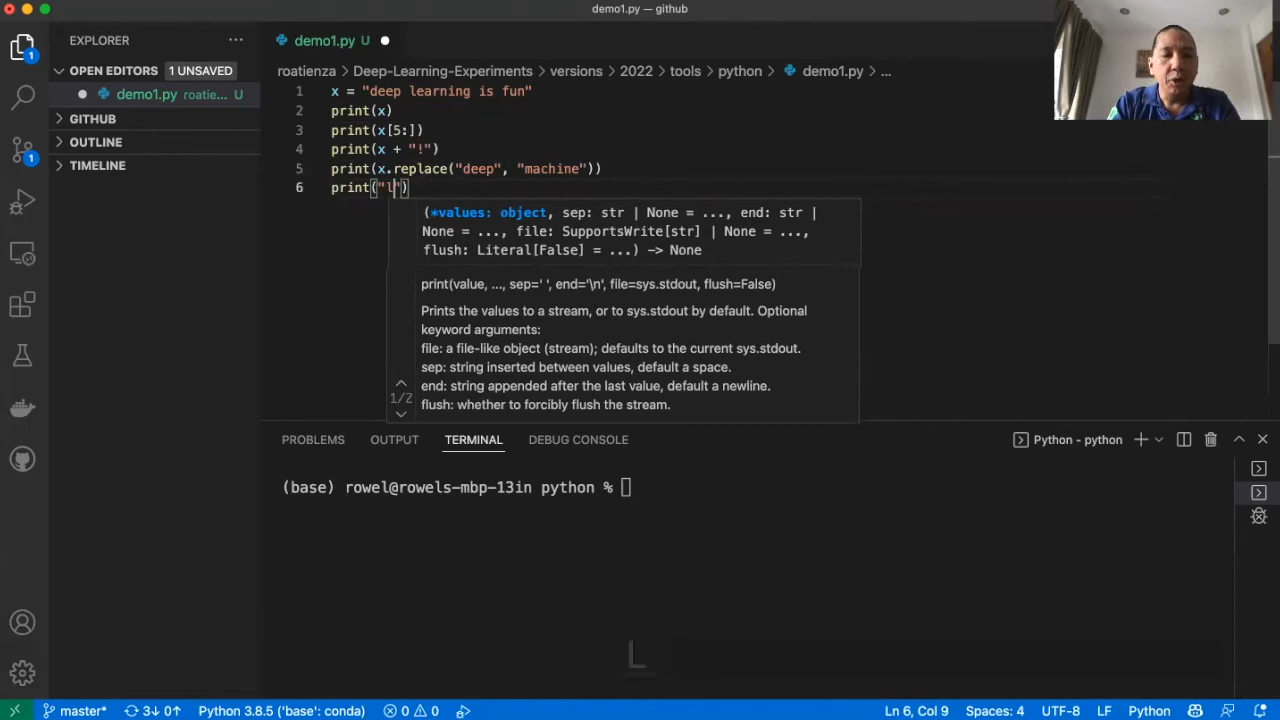 demo1.py — github
EXPLORER
OPEN EDITORS 1 UNSAVED
demo1.py roatie... U
GITHUB
OUTLINE
TIMELINE
1
1
demo1.py U
roatienza > Deep-Learning-Experiments > versions > 2022 > tools > python > demo1.py > ...
1 x = "deep learning is fun"
2 print(x)
3 print(x[5:])
4 print(x + "!")
5 print(x.replace("deep", "machine"))
6 print("l")
(*values: object, sep: str | None = ..., end: str |
None = ..., file: SupportsWrite[str] | None = ...,
flush: Literal[False] = ...) -> None
print(value, ..., sep=' ', end='\n', file=sys.stdout, flush=False)
Prints the values to a stream, or to sys.stdout by default. Optional
keyword arguments:
file: a file-like object (stream); defaults to the current sys.stdout.
sep: string inserted between values, default a space.
end: string appended after the last value, default a newline.
flush: whether to forcibly flush the stream.
1/2
PROBLEMS OUTPUT TERMINAL DEBUG CONSOLE
Python - python
(base) rowel@rowels-mbp-13in python %
L
master* 3↓ 0↑ Python 3.8.5 ('base': conda) 0 0
Ln 6, Col 9 Spaces: 4 UTF-8 LF Python